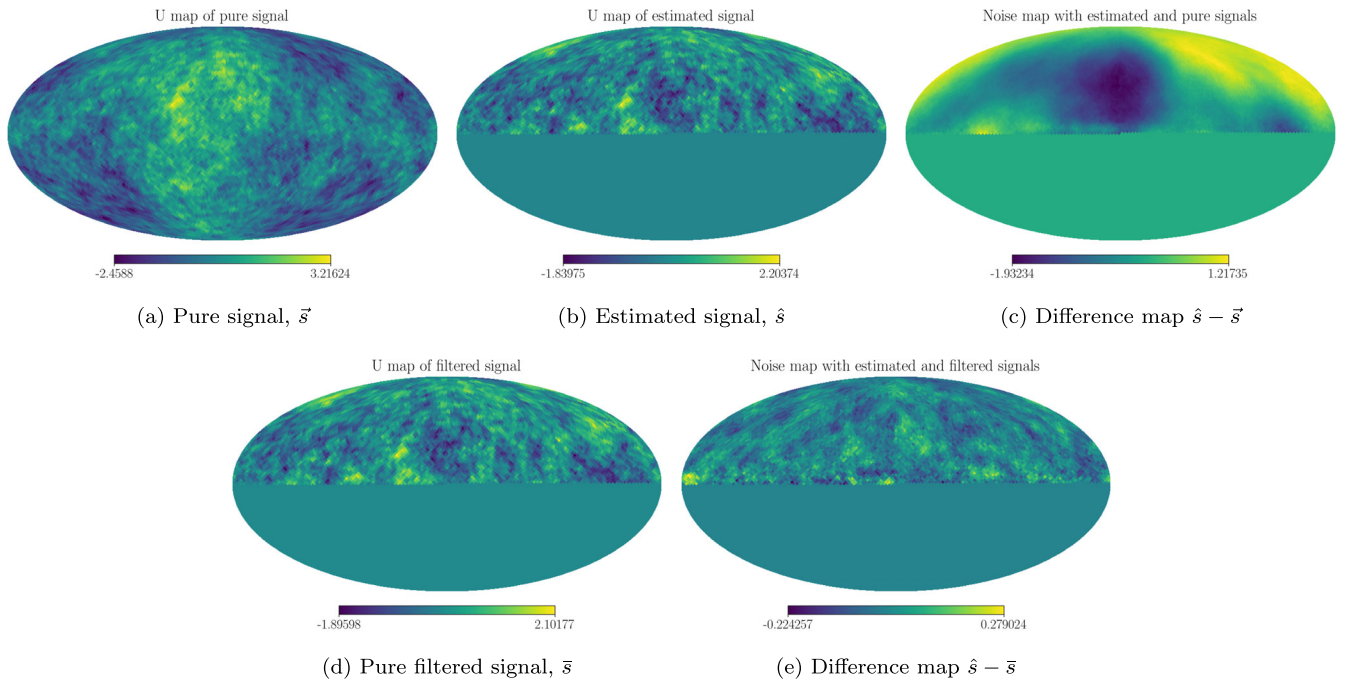 U map of pure signal
U map of estimated signal
Noise map with estimated and pure signals
-2.4588 3.21624
-1.83975 2.20374
-1.93234 1.21735
(a) Pure signal, $\vec{s}$
(b) Estimated signal, $\hat{s}$
(c) Difference map $\hat{s} - \vec{s}$
U map of filtered signal
Noise map with estimated and filtered signals
-1.89598 2.10177
-0.224257 0.279024
(d) Pure filtered signal, $\bar{s}$
(e) Difference map $\hat{s} - \bar{s}$